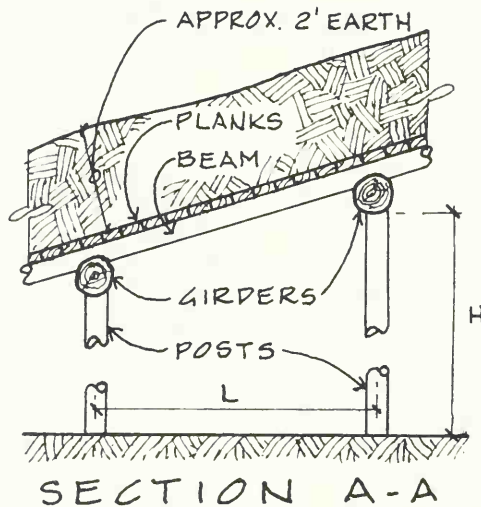 APPROX. 2' EARTH
PLANKS
BEAM
GIRDERS
H
POSTS
L
SECTION A-A